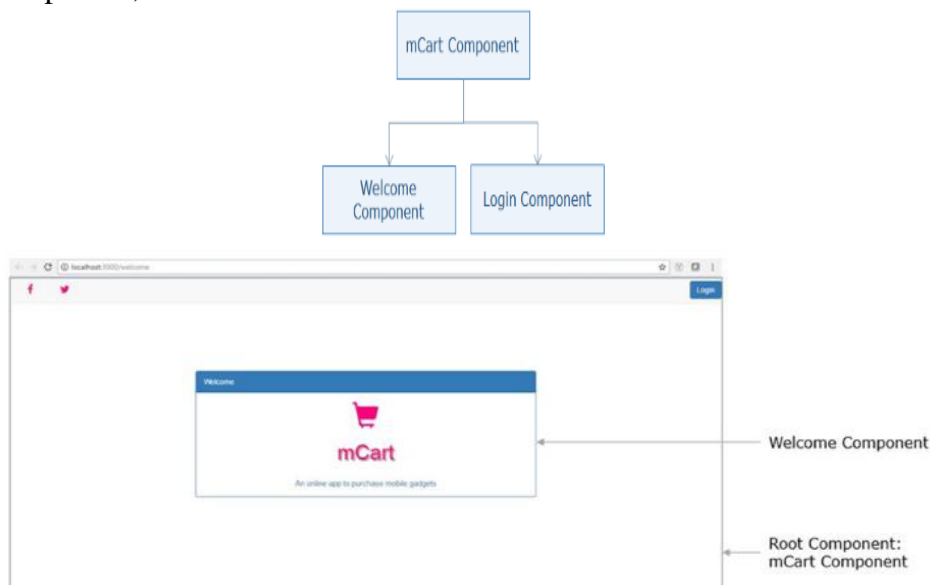 mCart Component
Welcome
Component
Login Component
localhost:3000/welcome
Login
Welcome
mCart
An online app to purchase mobile gadgets
Welcome Component
Root Component:
mCart Component